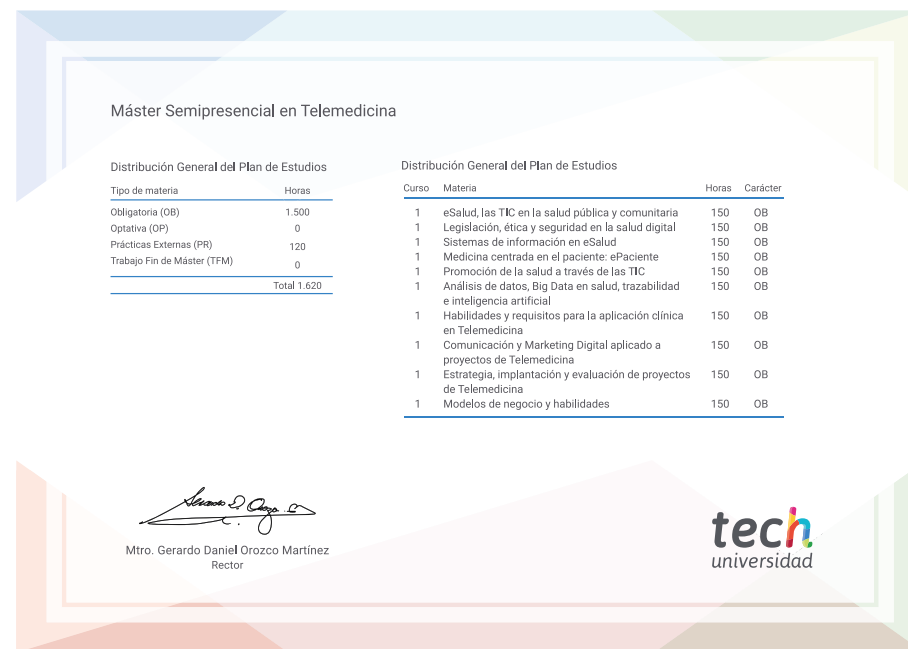 Máster Semipresencial en Telemedicina
Distribución General del Plan de Estudios
Tipo de materia Horas
Obligatoria (OB) 1.500
Optativa (OP) 0
Prácticas Externas (PR) 120
Trabajo Fin de Máster (TFM) 0
Total 1.620
Distribución General del Plan de Estudios
Curso Materia Horas Carácter
1 eSalud, las TIC en la salud pública y comunitaria 150 OB
1 Legislación, ética y seguridad en la salud digital 150 OB
1 Sistemas de información en eSalud 150 OB
1 Medicina centrada en el paciente: ePaciente 150 OB
1 Promoción de la salud a través de las TIC 150 OB
1 Análisis de datos, Big Data en salud, trazabilidad 150 OB
e inteligencia artificial
1 Habilidades y requisitos para la aplicación clínica 150 OB
en Telemedicina
1 Comunicación y Marketing Digital aplicado a 150 OB
proyectos de Telemedicina
1 Estrategia, implantación y evaluación de proyectos 150 OB
de Telemedicina
1 Modelos de negocio y habilidades 150 OB
Mtro. Gerardo Daniel Orozco Martínez
Rector
tech
universidad